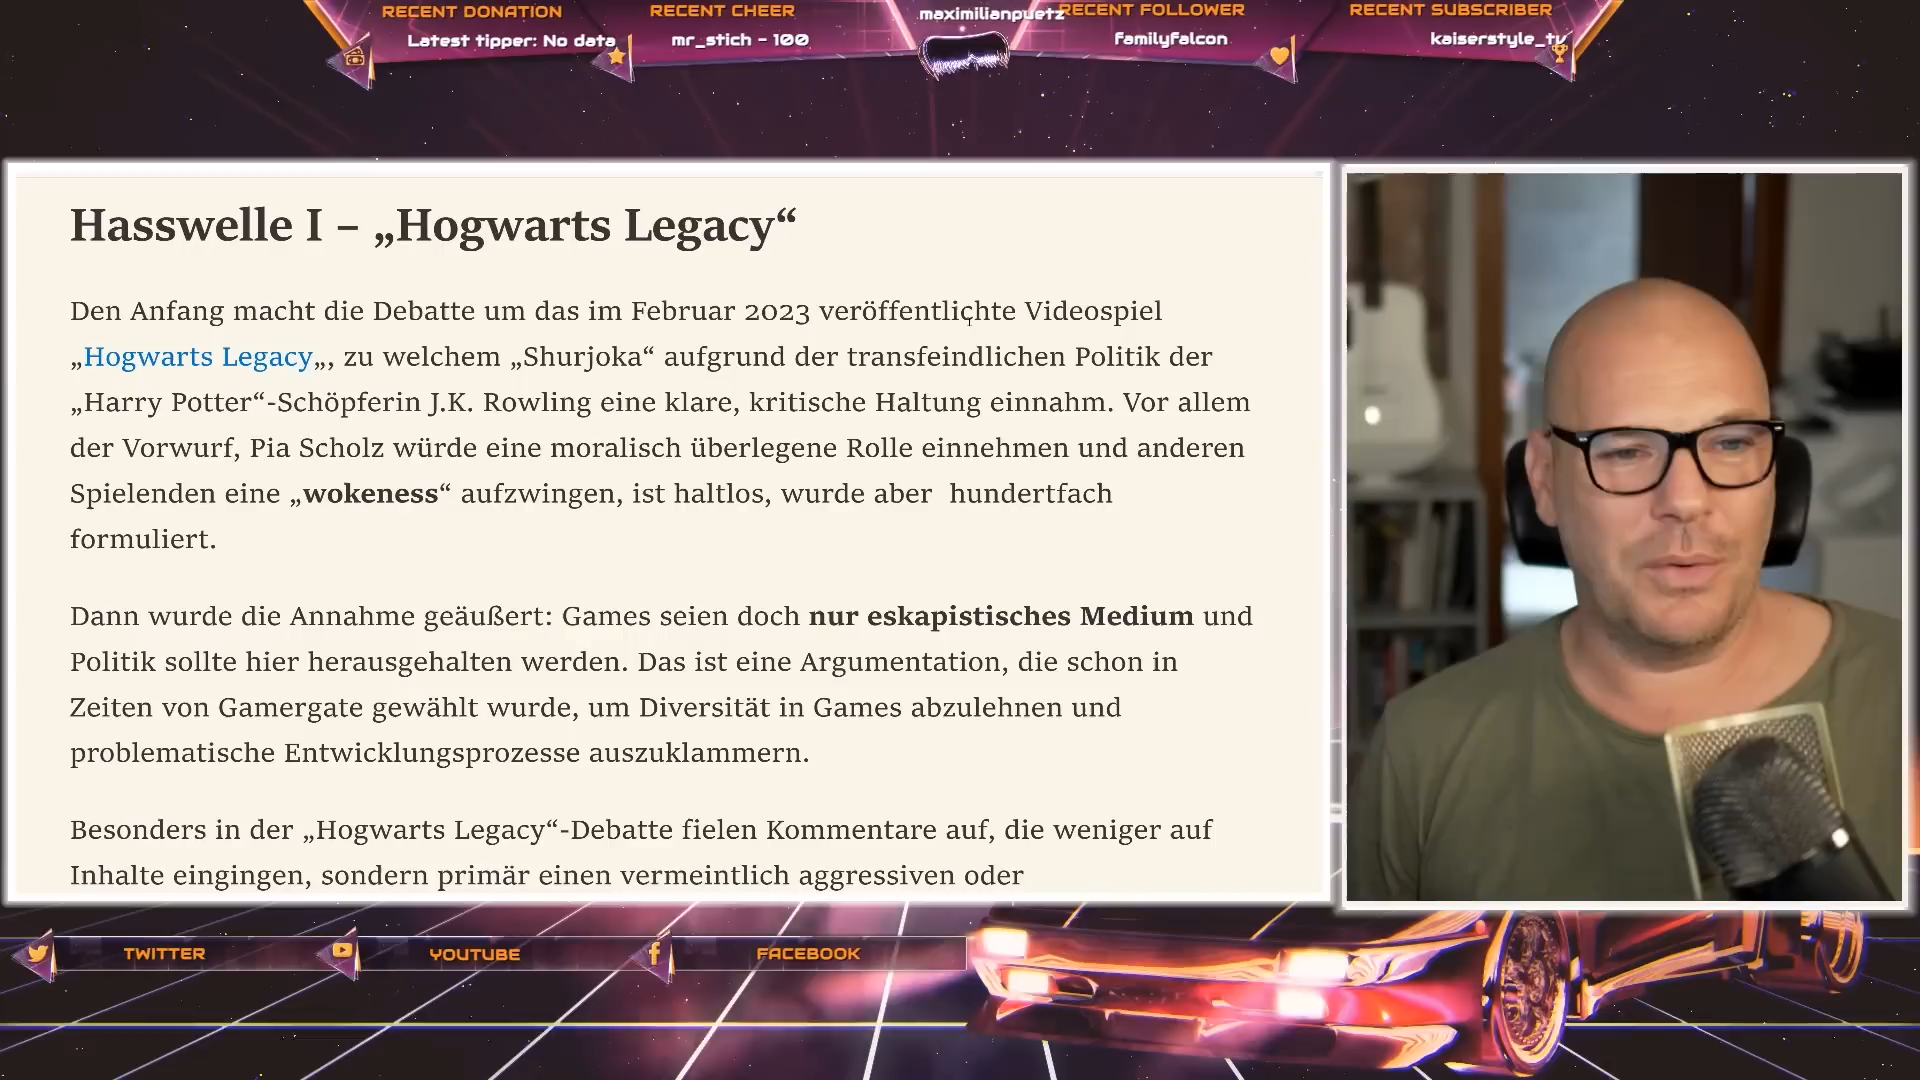 RECENT DONATION
Latest tipper: No data
RECENT CHEER
mr_stich - 100
maximilianpuetz
RECENT FOLLOWER
familyfalcon
RECENT SUBSCRIBER
kaiserstyle_tv
Hasswelle I – „Hogwarts Legacy“
Den Anfang macht die Debatte um das im Februar 2023 veröffentlichte Videospiel
„Hogwarts Legacy„, zu welchem „Shurjoka“ aufgrund der transfeindlichen Politik der
„Harry Potter“-Schöpferin J.K. Rowling eine klare, kritische Haltung einnahm. Vor allem
der Vorwurf, Pia Scholz würde eine moralisch überlegene Rolle einnehmen und anderen
Spielenden eine „wokeness“ aufzwingen, ist haltlos, wurde aber hundertfach
formuliert.
Dann wurde die Annahme geäußert: Games seien doch nur eskapistisches Medium und
Politik sollte hier herausgehalten werden. Das ist eine Argumentation, die schon in
Zeiten von Gamergate gewählt wurde, um Diversität in Games abzulehnen und
problematische Entwicklungsprozesse auszuklammern.
Besonders in der „Hogwarts Legacy“-Debatte fielen Kommentare auf, die weniger auf
Inhalte eingingen, sondern primär einen vermeintlich aggressiven oder
TWITTER
YOUTUBE
FACEBOOK